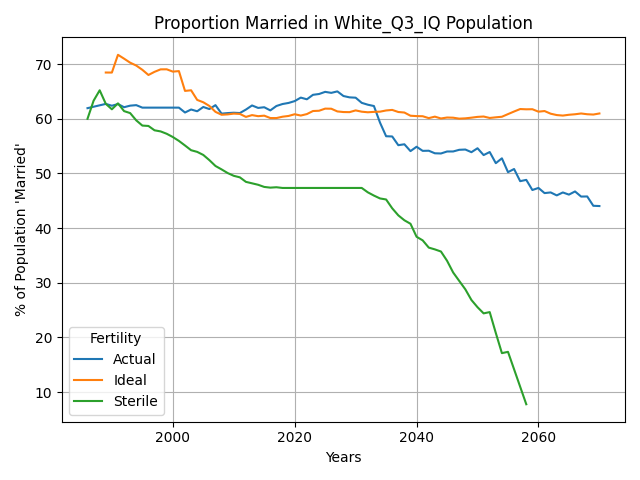 Proportion Married in White_Q3_IQ Population
% of Population 'Married'
70
60
50
40
30
20
10
Fertility
Actual
Ideal
Sterile
2000 2020 2040 2060
Years